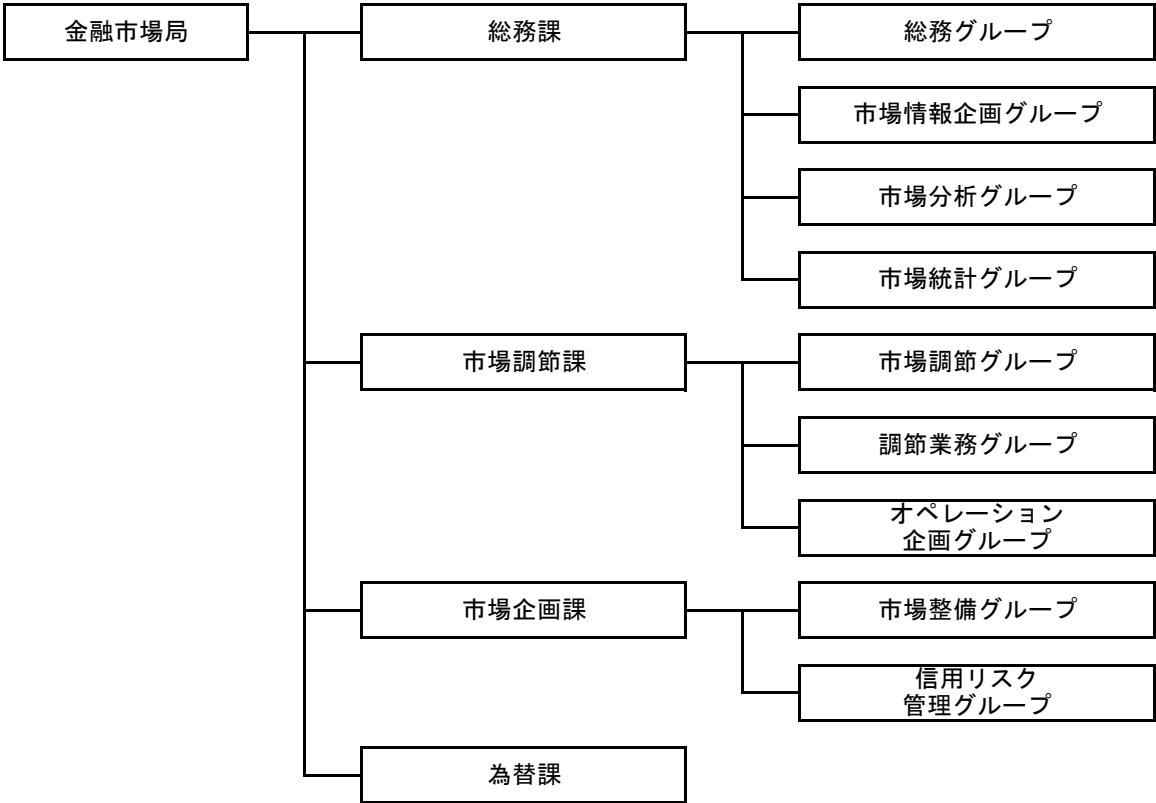 金融市場局
総務課
総務グループ
市場情報企画グループ
市場分析グループ
市場統計グループ
市場調節課
市場調節グループ
調節業務グループ
オペレーション
企画グループ
市場企画課
市場整備グループ
信用リスク
管理グループ
為替課